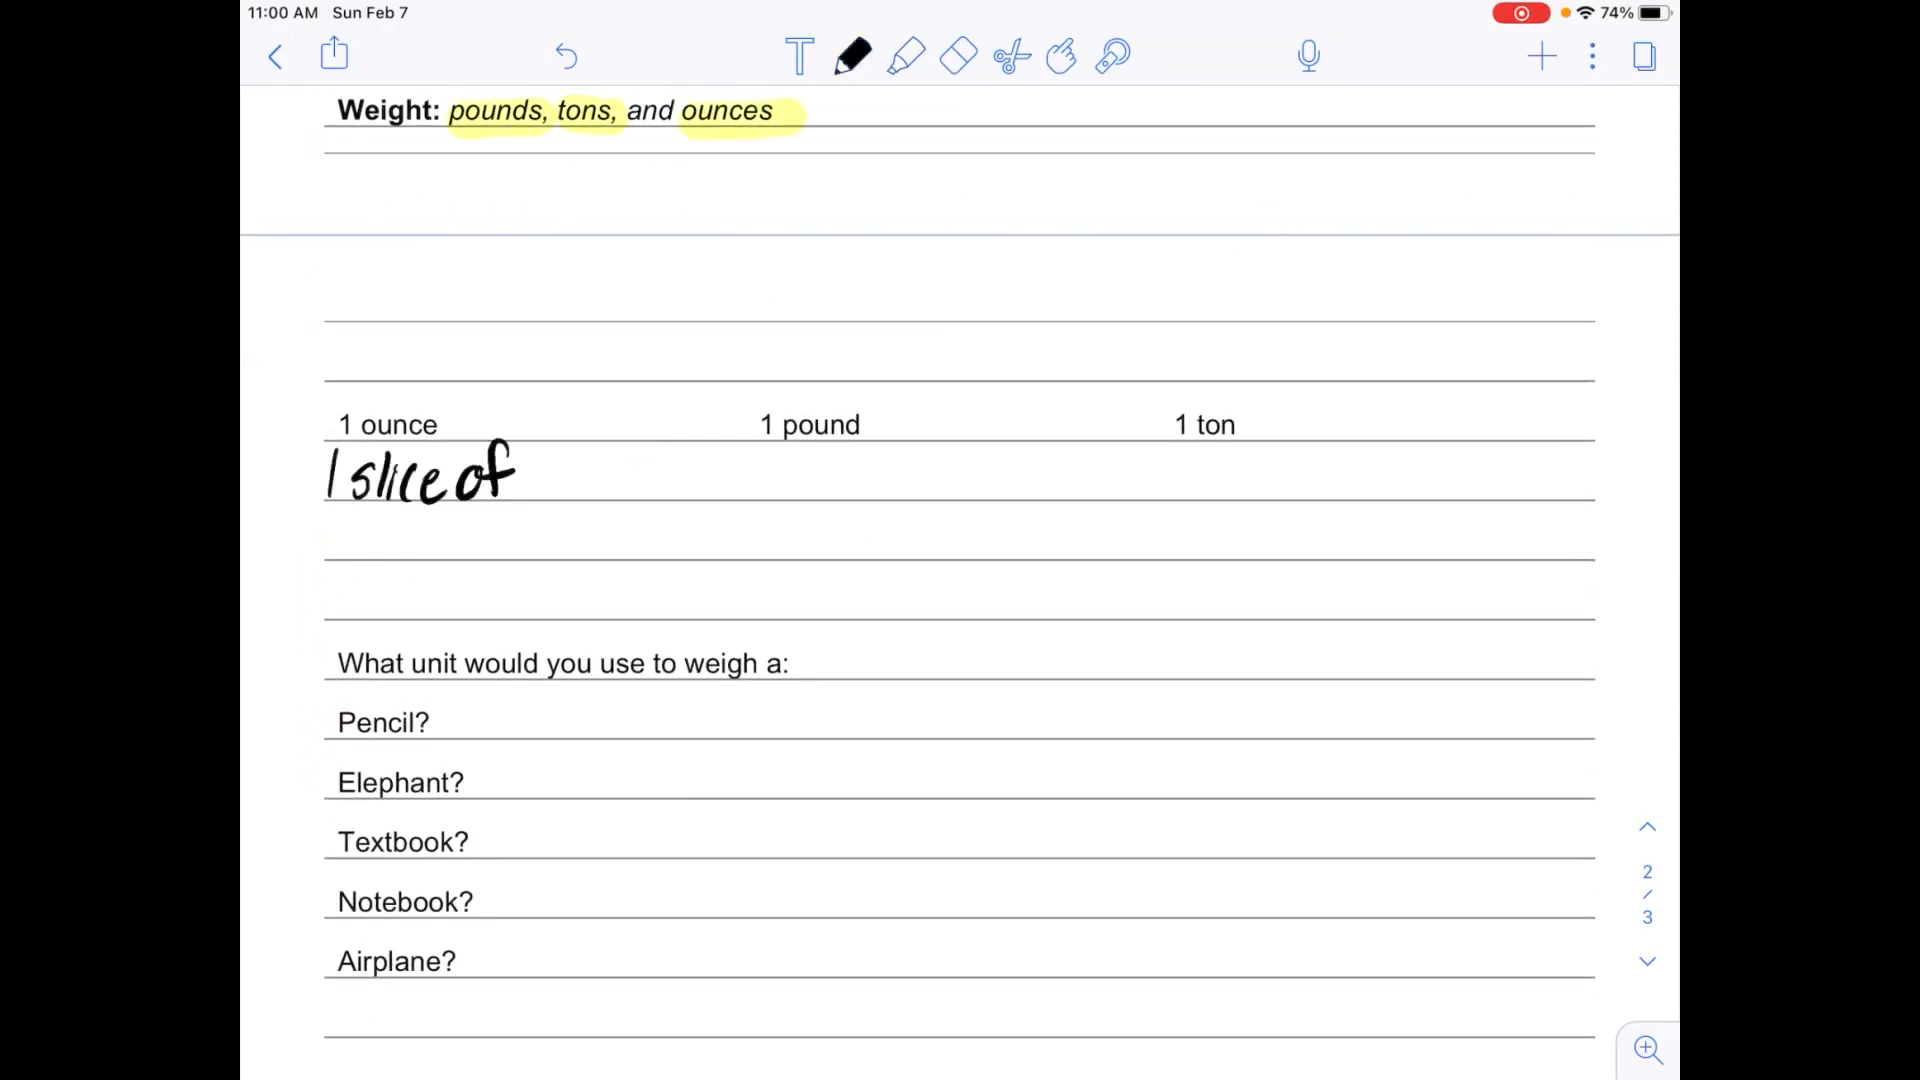 11:00 AM Sun Feb 7 74%
T
Weight: pounds, tons, and ounces
1 ounce 1 pound 1 ton
1 slice of
What unit would you use to weigh a:
Pencil?
Elephant?
Textbook?
Notebook?
Airplane?
2
/
3